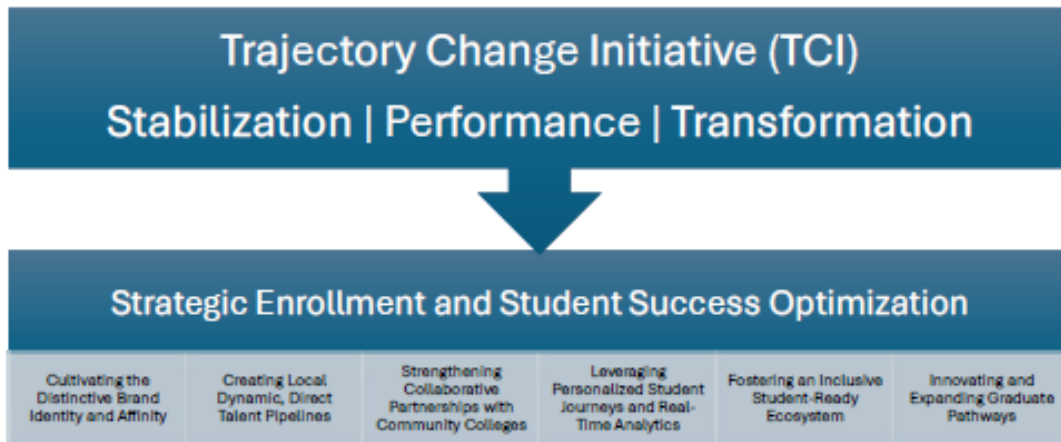 Trajectory Change Initiative (TCI)
Stabilization | Performance | Transformation
Strategic Enrollment and Student Success Optimization
Cultivating the
Distinctive Brand
Identity and Affinity
Creating Local
Dynamic, Direct
Talent Pipelines
Strengthening
Collaborative
Partnerships with
Community Colleges
Leveraging
Personalized Student
Journeys and Real-
Time Analytics
Fostering an Inclusive
Student-Ready
Ecosystem
Innovating and
Expanding Graduate
Pathways